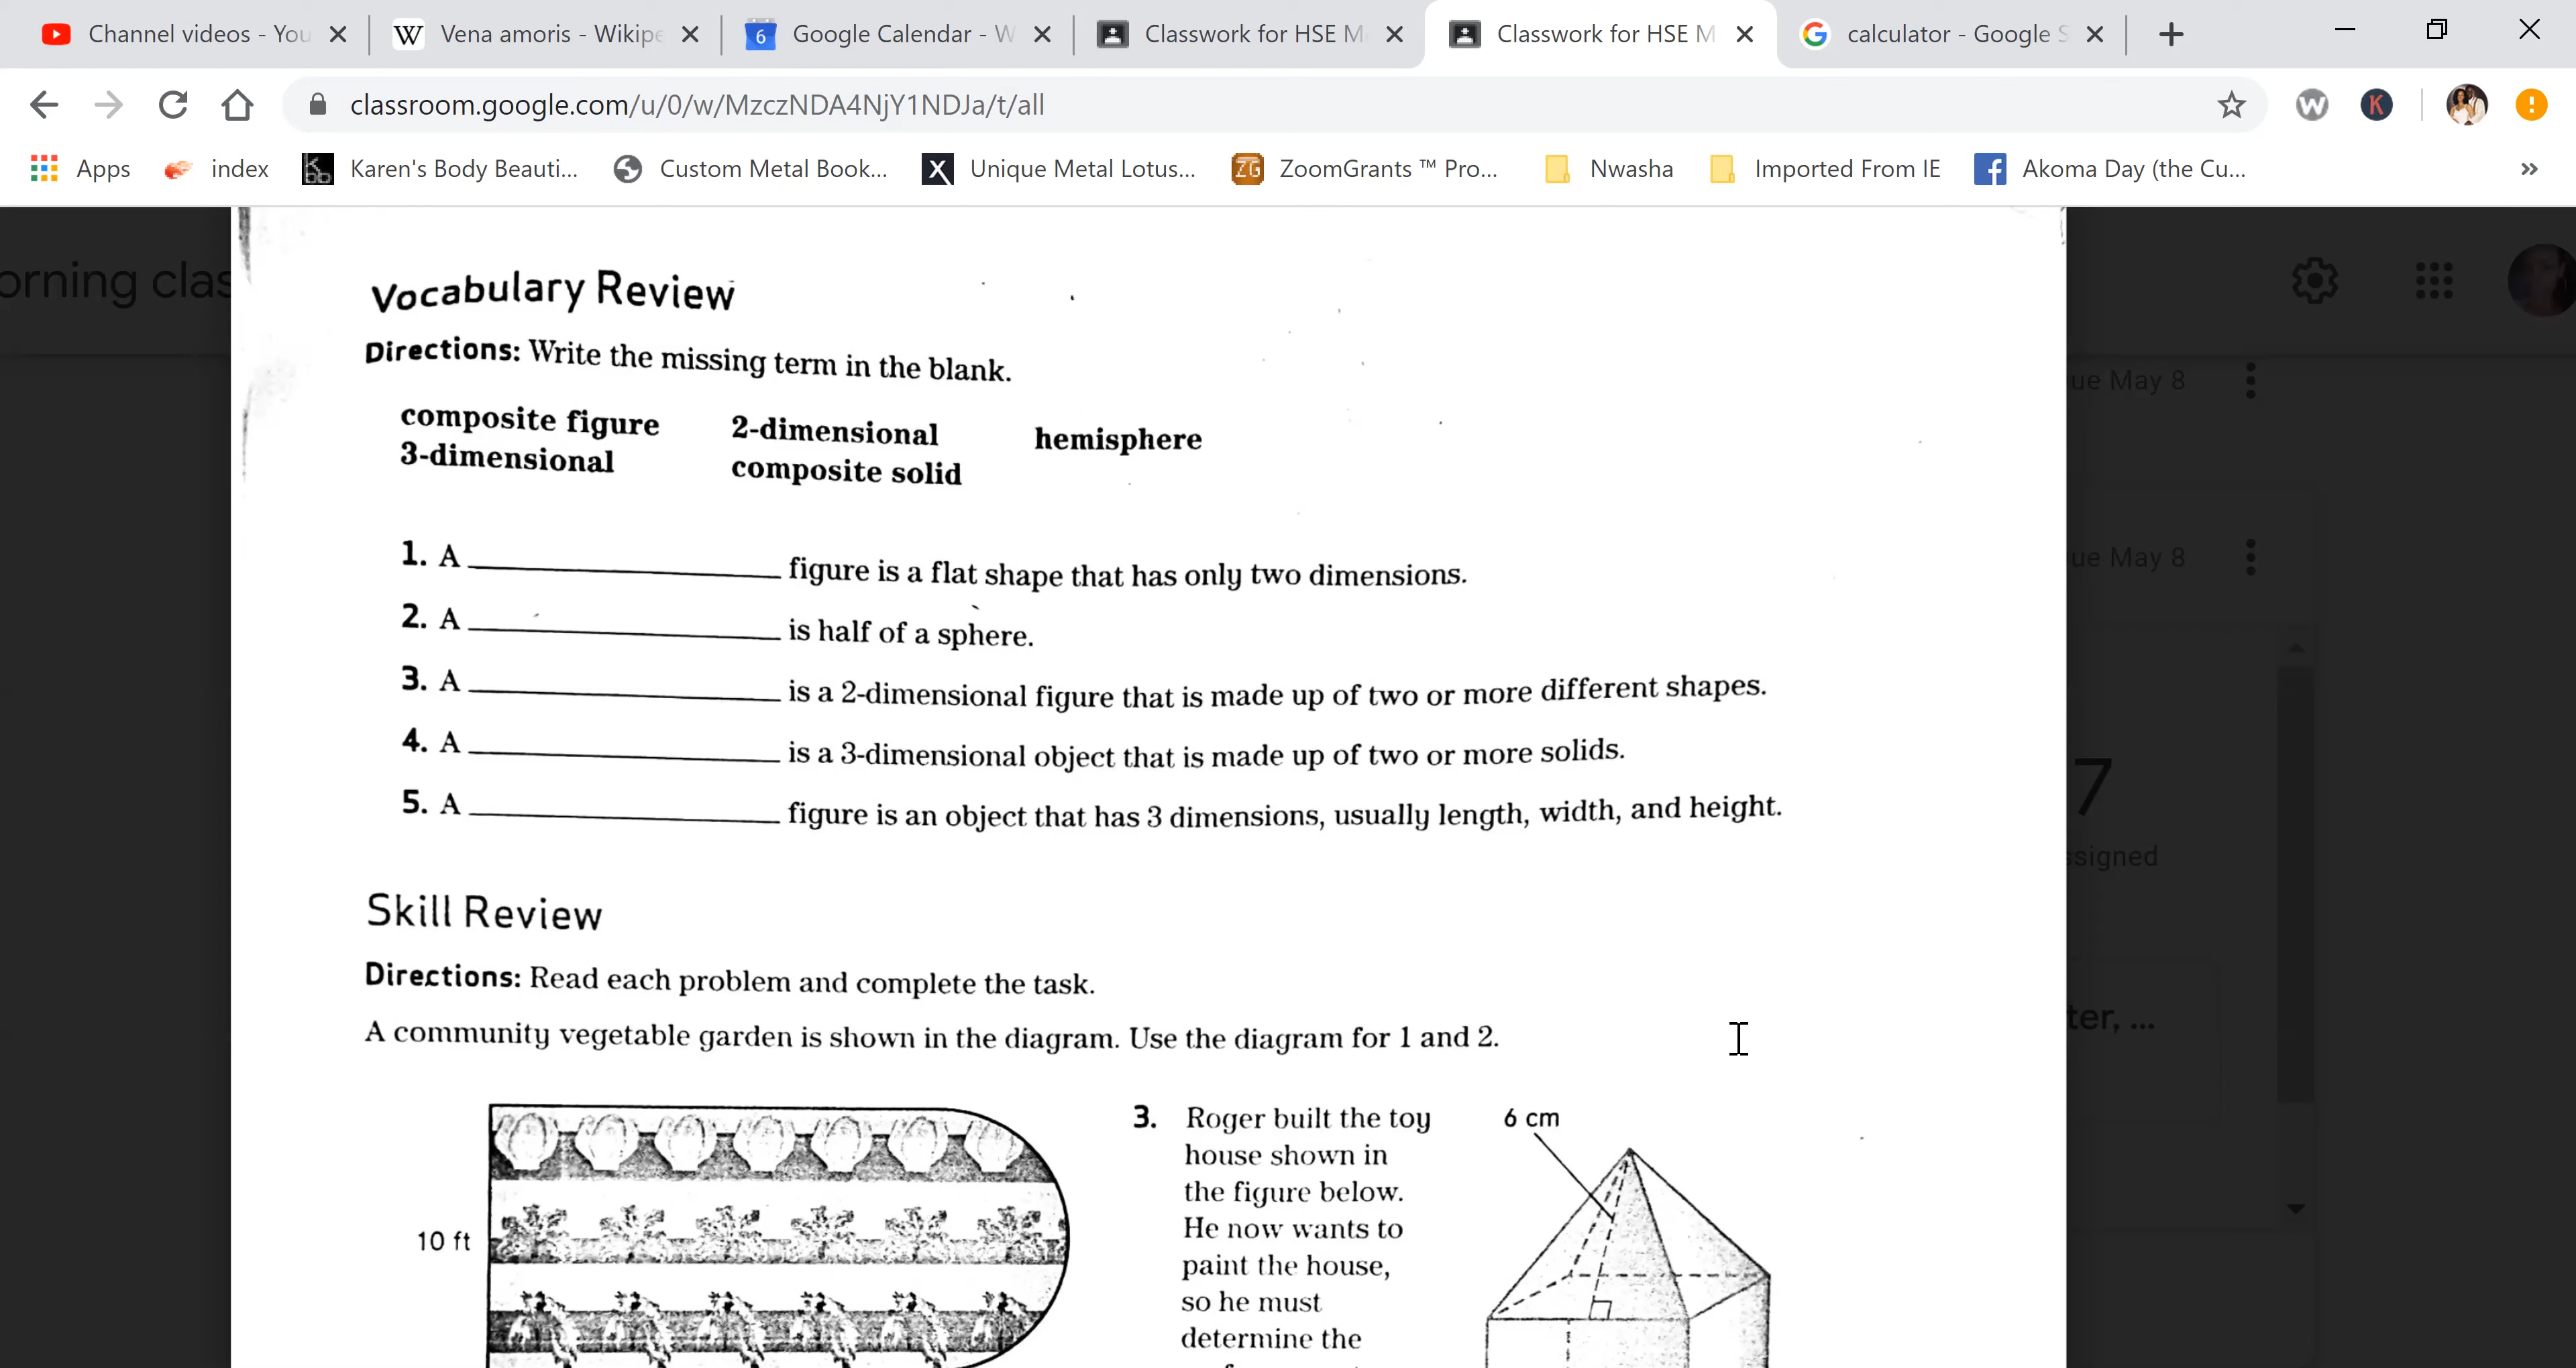 Channel videos - You
Vena amoris - Wikipe
6
Google Calendar - W
Classwork for HSE M
Classwork for HSE M
calculator - Google S
classroom.google.com/u/0/w/MzczNDA4NjY1NDJa/t/all
Apps
index
Karen's Body Beauti...
Custom Metal Book...
Unique Metal Lotus...
ZG
ZoomGrants ™ Pro...
Nwasha
Imported From IE
Akoma Day (the Cu...
orning clas
Vocabulary Review
Directions: Write the missing term in the blank.
ue May 8
composite figure 2-dimensional hemisphere
3-dimensional composite solid
1. A ____________ figure is a flat shape that has only two dimensions.
ue May 8
2. A ____________ is half of a sphere.
3. A ____________ is a 2-dimensional figure that is made up of two or more different shapes.
4. A ____________ is a 3-dimensional object that is made up of two or more solids.
7
5. A ____________ figure is an object that has 3 dimensions, usually length, width, and height.
ssigned
Skill Review
Directions: Read each problem and complete the task.
ter, ...
A community vegetable garden is shown in the diagram. Use the diagram for 1 and 2.
10 ft
3. Roger built the toy
house shown in
the figure below.
He now wants to
paint the house,
so he must
determine the
6 cm